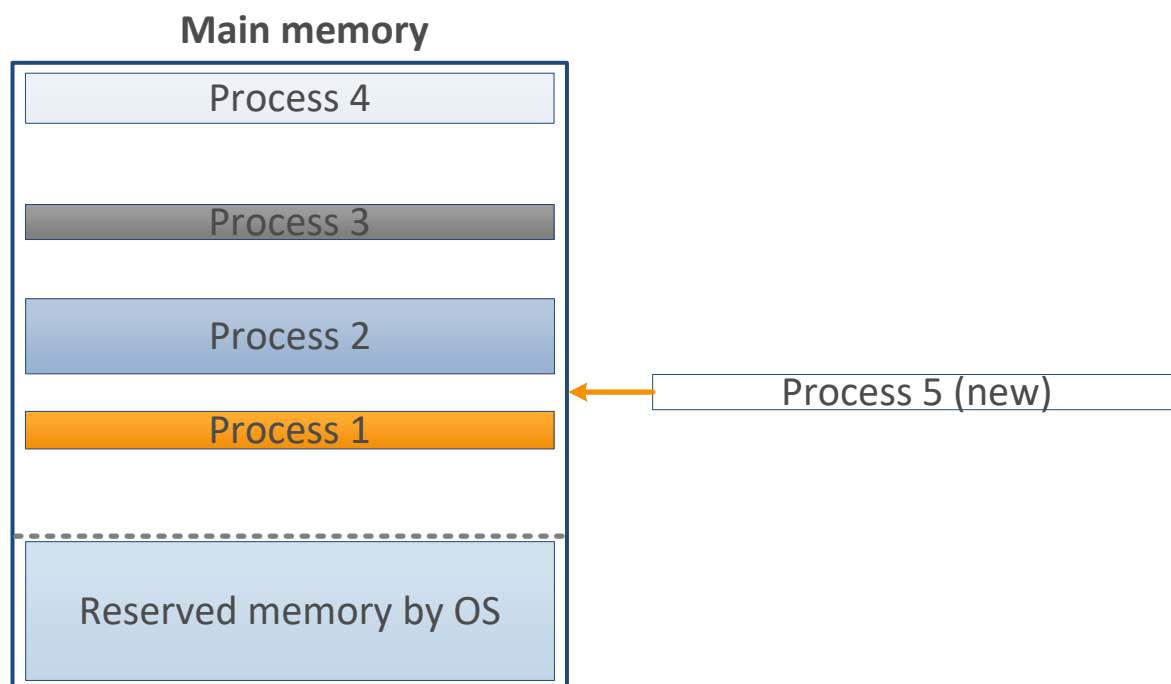 Main memory
Process 4
Process 3
Process 2
Process 5 (new)
Process 1
Reserved memory by OS